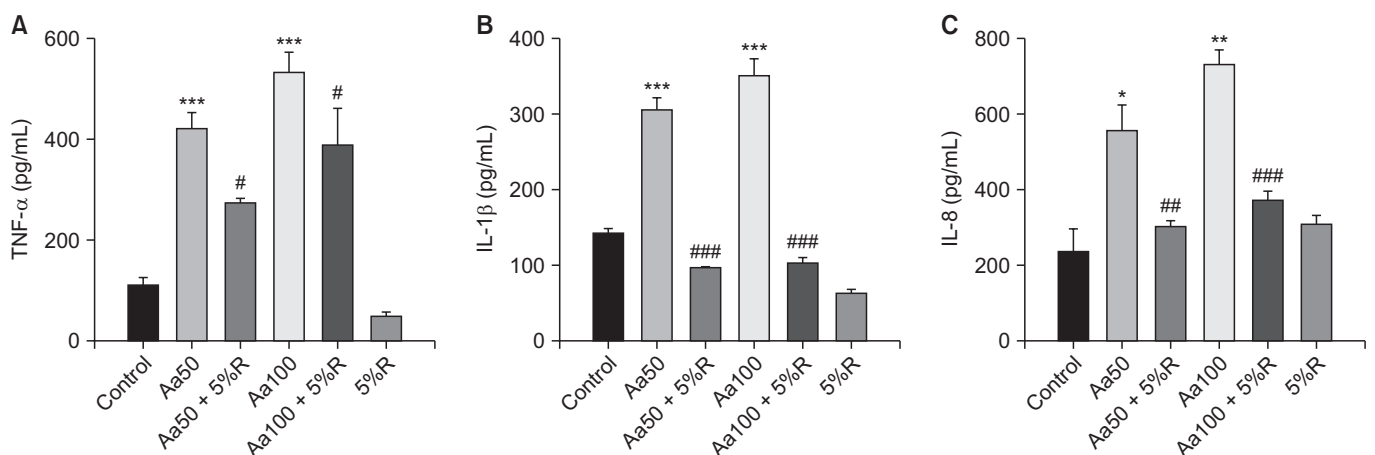 A
TNF-α (pg/mL)
600
400
200
0
***
#
***
#
Control
Aa50
Aa50 + 5%R
Aa100
Aa100 + 5%R
5%R
B
IL-1β (pg/mL)
400
300
200
100
0
***
###
***
###
Control
Aa50
Aa50 + 5%R
Aa100
Aa100 + 5%R
5%R
C
IL-8 (pg/mL)
800
600
400
200
0
*
##
**
###
Control
Aa50
Aa50 + 5%R
Aa100
Aa100 + 5%R
5%R